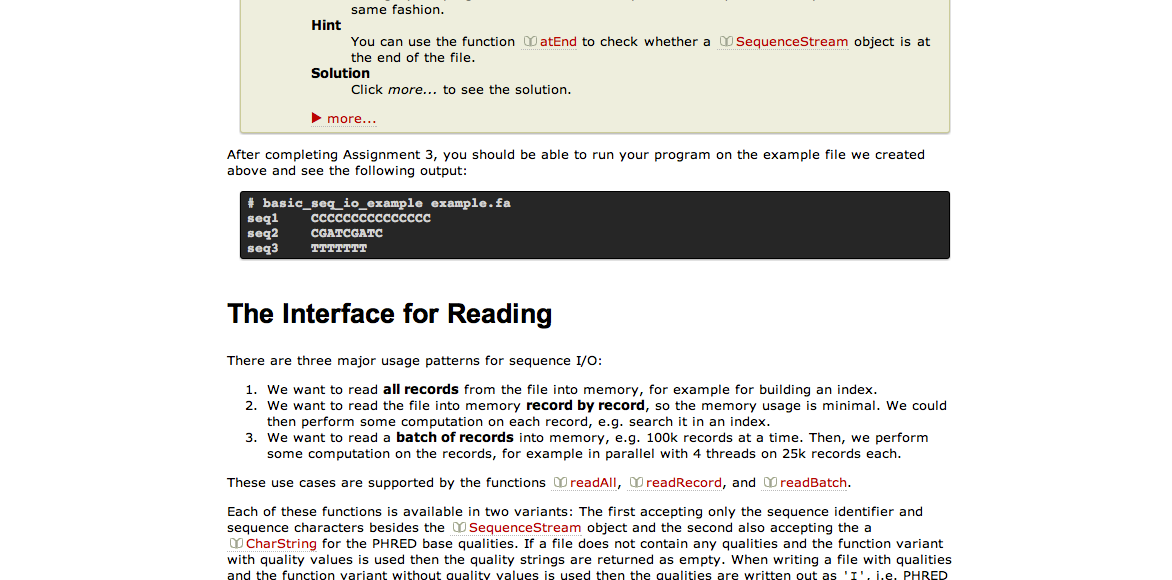 same fashion.
Hint
You can use the function atEnd to check whether a SequenceStream object is at
the end of the file.
Solution
Click more... to see the solution.
more...
After completing Assignment 3, you should be able to run your program on the example file we created
above and see the following output:
# basic_seq_io_example example.fa
seq1 CCCCCCCCCCCCCCC
seq2 CGATCGATC
seq3 TTTTTTT
The Interface for Reading
There are three major usage patterns for sequence I/O:
1. We want to read all records from the file into memory, for example for building an index.
2. We want to read the file into memory record by record, so the memory usage is minimal. We could
then perform some computation on each record, e.g. search it in an index.
3. We want to read a batch of records into memory, e.g. 100k records at a time. Then, we perform
some computation on the records, for example in parallel with 4 threads on 25k records each.
These use cases are supported by the functions readAll, readRecord, and readBatch.
Each of these functions is available in two variants: The first accepting only the sequence identifier and
sequence characters besides the SequenceStream object and the second also accepting the a
CharString for the PHRED base qualities. If a file does not contain any qualities and the function variant
with quality values is used then the quality strings are returned as empty. When writing a file with qualities
and the function variant without quality values is used then the qualities are written out as 'I', i.e. PHRED